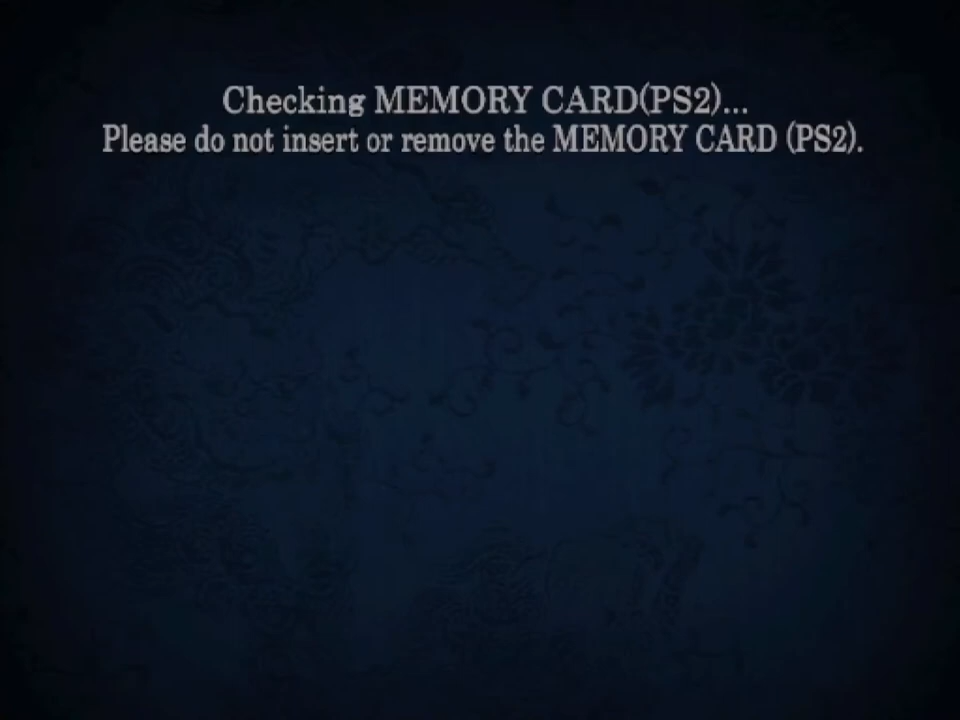 Checking MEMORY CARD(PS2)...
Please do not insert or remove the MEMORY CARD (PS2).